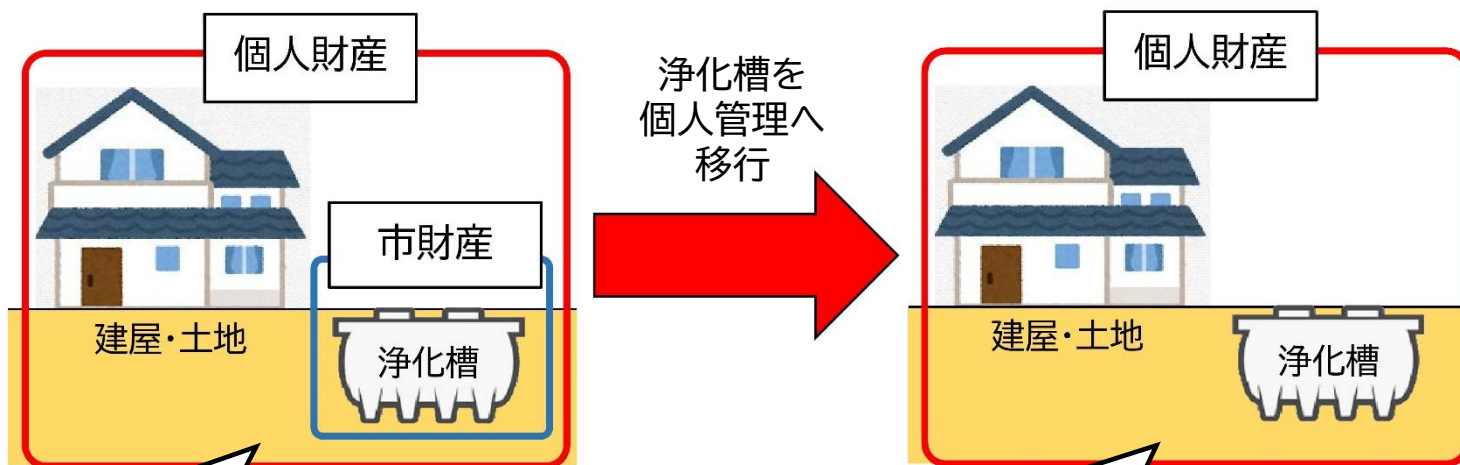 個人財産
市財産
建屋・土地
浄化槽
浄化槽を
個人管理へ
移行
個人財産
建屋・土地
浄化槽